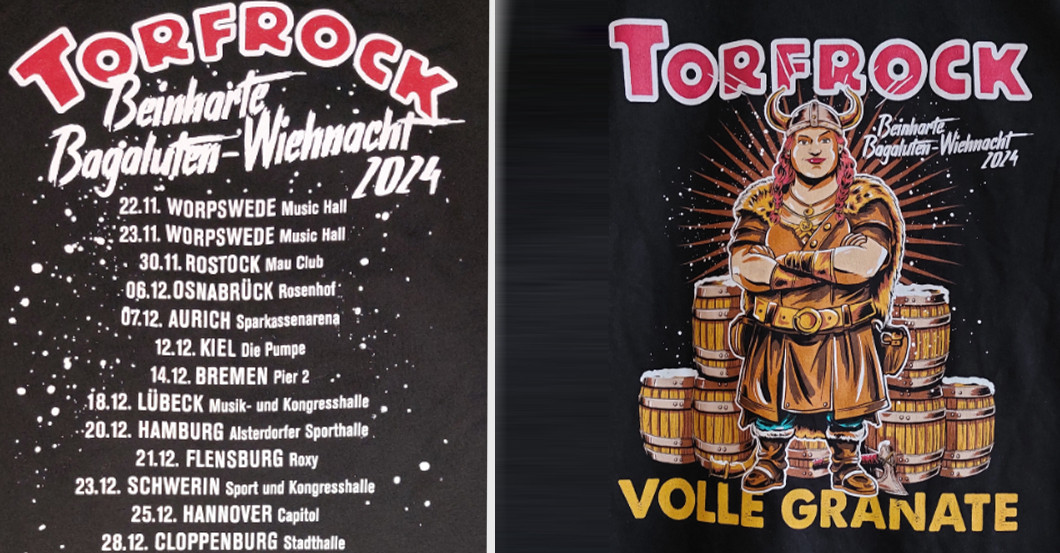 TORFROCK
Beinharte
Bagaluten-Wiehnacht
2024
22.11. WORPSWEDE Music Hall
23.11. WORPSWEDE Music Hall
30.11. ROSTOCK Mau Club
06.12. OSNABRÜCK Rosenhof
07.12. AURICH Sparkassenarena
12.12. KIEL Die Pumpe
14.12. BREMEN Pier 2
18.12. LÜBECK Musik- und Kongresshalle
20.12. HAMBURG Alsterdorfer Sporthalle
21.12. FLENSBURG Roxy
23.12. SCHWERIN Sport und Kongresshalle
25.12. HANNOVER Capitol
28.12. CLOPPENBURG Stadthalle
TORFROCK
Beinharte
Bagaluten-Wiehnacht
2024
VOLLE GRANATE